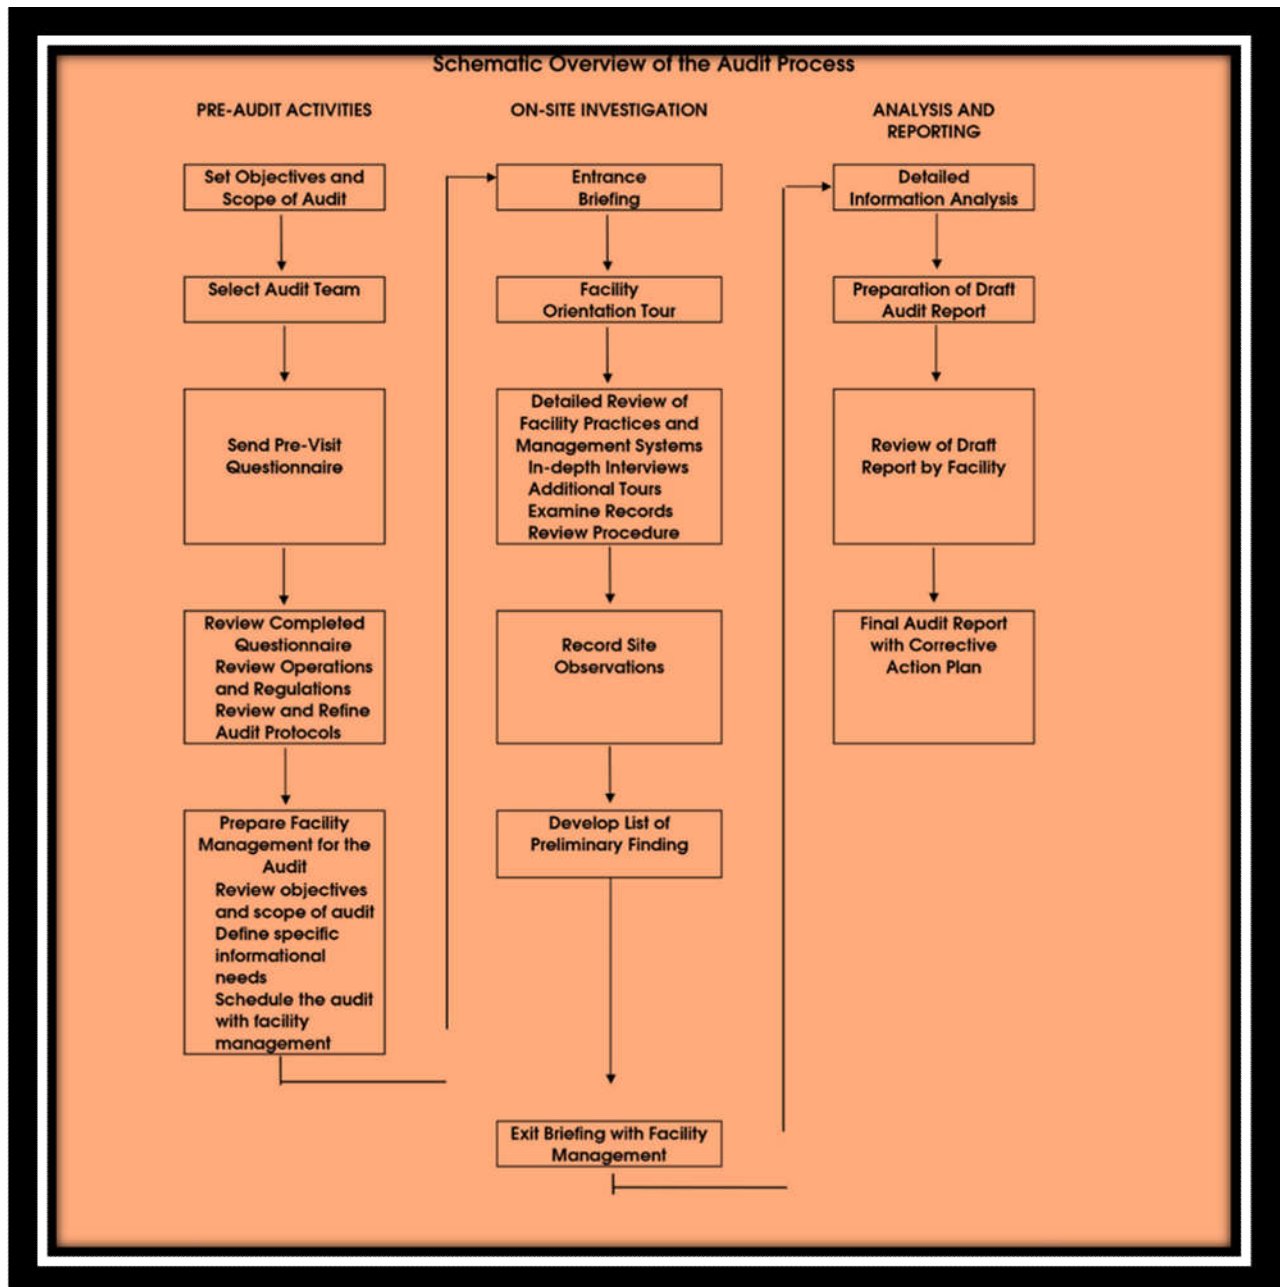 Schematic Overview of the Audit Process
PRE-AUDIT ACTIVITIES
Set Objectives and
Scope of Audit
Select Audit Team
Send Pre-Visit
Questionnaire
Review Completed
Questionnaire
Review Operations
and Regulations
Review and Refine
Audit Protocols
Prepare Facility
Management for the
Audit
Review objectives
and scope of audit
Define specific
informational
needs
Schedule the audit
with facility
management
ON-SITE INVESTIGATION
Entrance
Briefing
Facility
Orientation Tour
Detailed Review of
Facility Practices and
Management Systems
In-depth Interviews
Additional Tours
Examine Records
Review Procedure
Record Site
Observations
Develop List of
Preliminary Finding
Exit Briefing with Facility
Management
ANALYSIS AND
REPORTING
Detailed
Information Analysis
Preparation of Draft
Audit Report
Review of Draft
Report by Facility
Final Audit Report
with Corrective
Action Plan